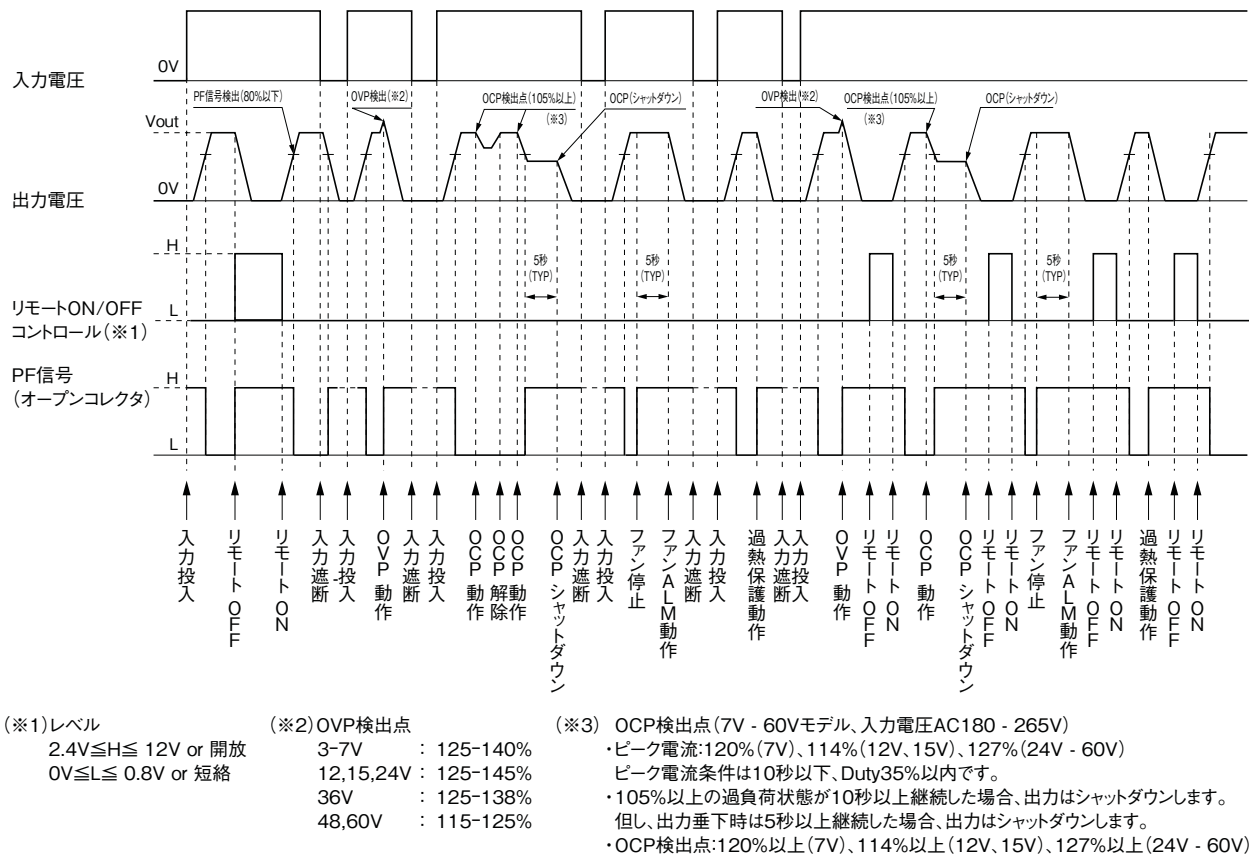 入力電圧
0V
PF信号検出(80%以下)
OVP検出(※2)
OCP検出点(105%以上)
(※3)
OCP(シャットダウン)
OVP検出(※2)
OCP検出点(105%以上)
(※3)
OCP(シャットダウン)
Vout
出力電圧
0V
H
5秒
(TYP)
5秒
(TYP)
5秒
(TYP)
5秒
(TYP)
リモートON/OFF
コントロール(※1)
L
PF信号
(オープンコレクタ)
H
L
入力投入
リモートOFF
リモートON
入力遮断
入力投入
OVP動作
入力遮断
入力投入
OCP動作
OCP解除
OCP動作
OCPシャットダウン
入力遮断
入力投入
ファン停止
ファンALM動作
入力遮断
入力投入
過熱保護動作
入力遮断
入力投入
OVP動作
リモートOFF
リモートON
OCP動作
OCPシャットダウン
リモートOFF
リモートON
ファン停止
ファンALM動作
リモートOFF
リモートON
過熱保護動作
リモートOFF
リモートON
(※1)レベル
2.4V≦H≦ 12V or 開放
0V≦L≦ 0.8V or 短絡
(※2)OVP検出点
3-7V : 125-140%
12,15,24V : 125-145%
36V : 125-138%
48,60V : 115-125%
(※3) OCP検出点(7V - 60Vモデル、入力電圧AC180 - 265V)
・ピーク電流:120%(7V)、114%(12V、15V)、127%(24V - 60V)
ピーク電流条件は10秒以下、Duty35%以内です。
・105%以上の過負荷状態が10秒以上継続した場合、出力はシャットダウンします。
但し、出力垂下時は5秒以上継続した場合、出力はシャットダウンします。
・OCP検出点:120%以上(7V)、114%以上(12V、15V)、127%以上(24V - 60V)